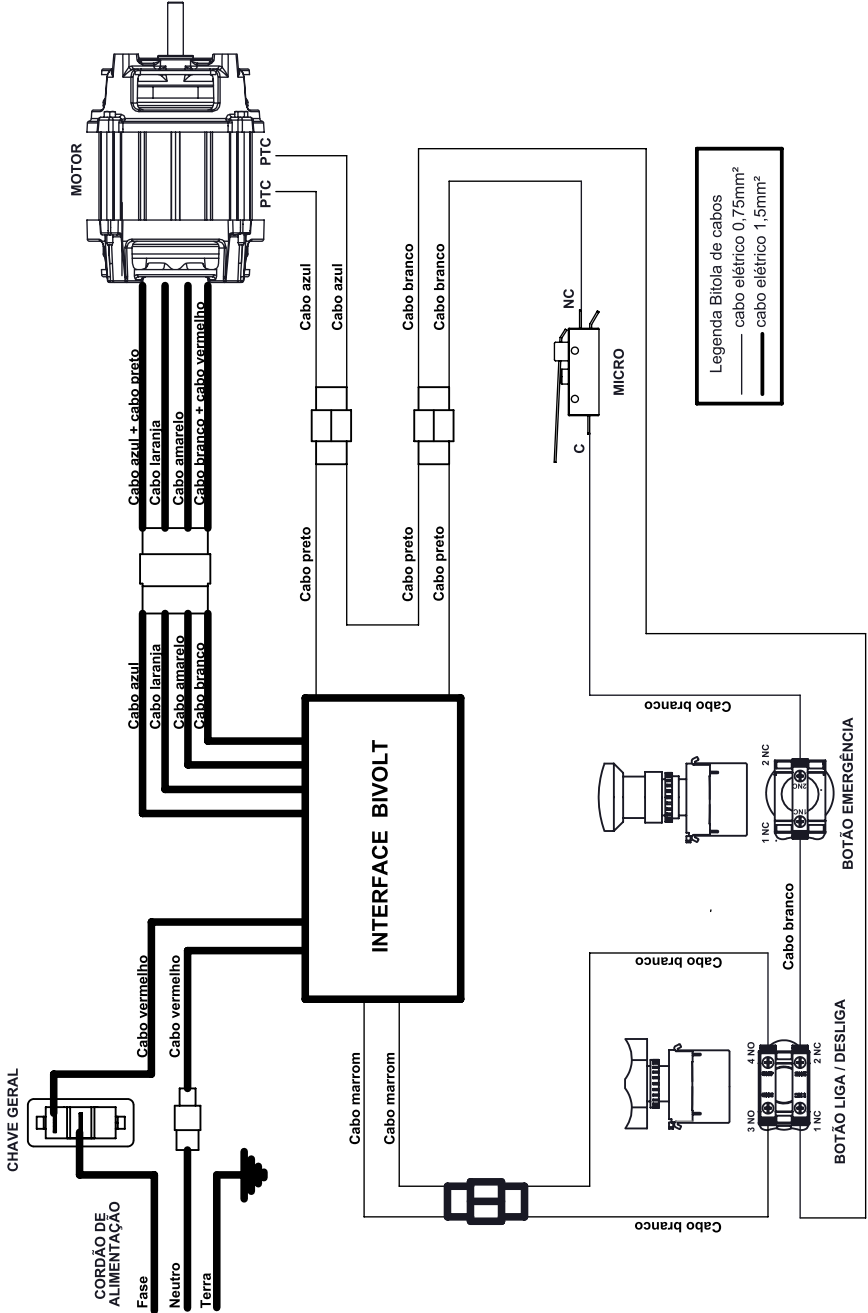 CHAVE GERAL
CORDÃO DE
ALIMENTAÇÃO
Fase
Neutro
Terra
Cabo vermelho
Cabo vermelho
INTERFACE BIVOLT
Cabo azul
Cabo laranja
Cabo amarelo
Cabo branco
Cabo azul + cabo preto
Cabo laranja
Cabo amarelo
Cabo branco + cabo vermelho
MOTOR
PTC
PTC
Cabo preto
Cabo azul
Cabo azul
Cabo preto
Cabo preto
Cabo branco
Cabo branco
Cabo marrom
Cabo marrom
C
NC
MICRO
Legenda Bitola de cabos
cabo elétrico 0,75mm²
cabo elétrico 1,5mm²
Cabo branco
Cabo branco
Cabo branco
Cabo branco
3 NO
4 NO
1 NC
2 NC
BOTÃO LIGA / DESLIGA
1 NC
2 NC
1NC
2NC
BOTÃO EMERGÊNCIA